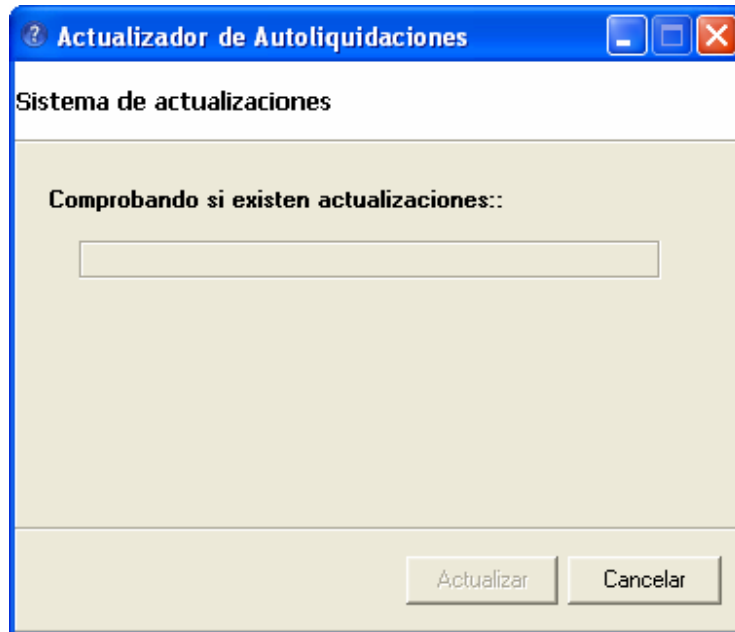 Actualizador de Autoliquidaciones
Sistema de actualizaciones
Comprobando si existen actualizaciones::
Actualizar
Cancelar